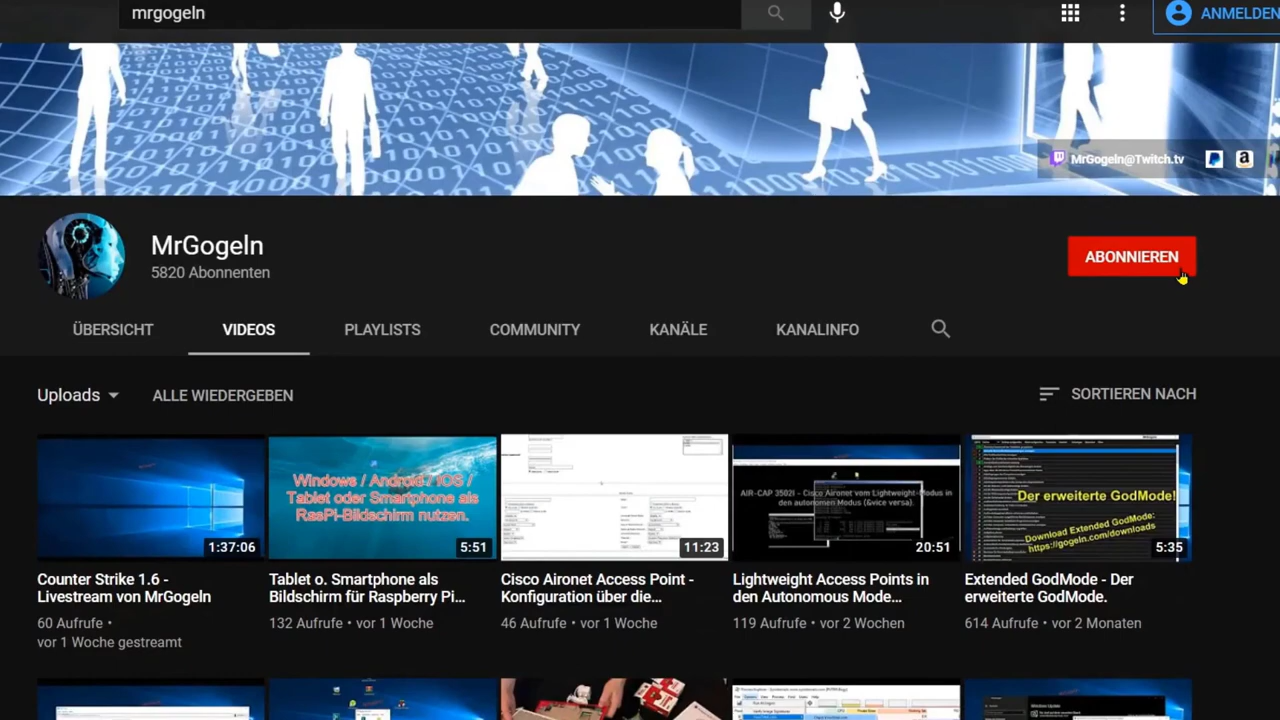 mrgogeln
ANMELDEN
MrGogeln@Twitch.tv
MrGogeln
5820 Abonnenten
ABONNIEREN
ÜBERSICHT VIDEOS PLAYLISTS COMMUNITY KANÄLE KANALINFO
Uploads ALLE WIEDERGEBEN SORTIEREN NACH
Windows / Android / IOS /
Tablet oder Smartphone als
RasPi-Bildschirm nutzen.
AIR-CAP 3502I - Cisco Aironet vom Lightweight-Modus in
den autonomen Modus (&vice versa)
Der erweiterte GodMode!
Download Extended GodMode:
https://gogeln.com/downloads
1:37:06 5:51 11:23 20:51 5:35
Counter Strike 1.6 -
Livestream von MrGogeln
60 Aufrufe •
vor 1 Woche gestreamt
Tablet o. Smartphone als
Bildschirm für Raspberry Pi...
132 Aufrufe • vor 1 Woche
Cisco Aironet Access Point -
Konfiguration über die...
46 Aufrufe • vor 1 Woche
Lightweight Access Points in
den Autonomous Mode...
119 Aufrufe • vor 2 Wochen
Extended GodMode - Der
erweiterte GodMode.
614 Aufrufe • vor 2 Monaten